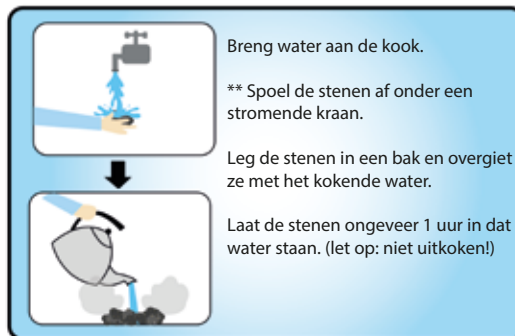 Breng water aan de kook.
** Spoel de stenen af onder een
stromende kraan.
Leg de stenen in een bak en overgiet
ze met het kokende water.
Laat de stenen ongeveer 1 uur in dat
water staan. (let op: niet uitkoken!)